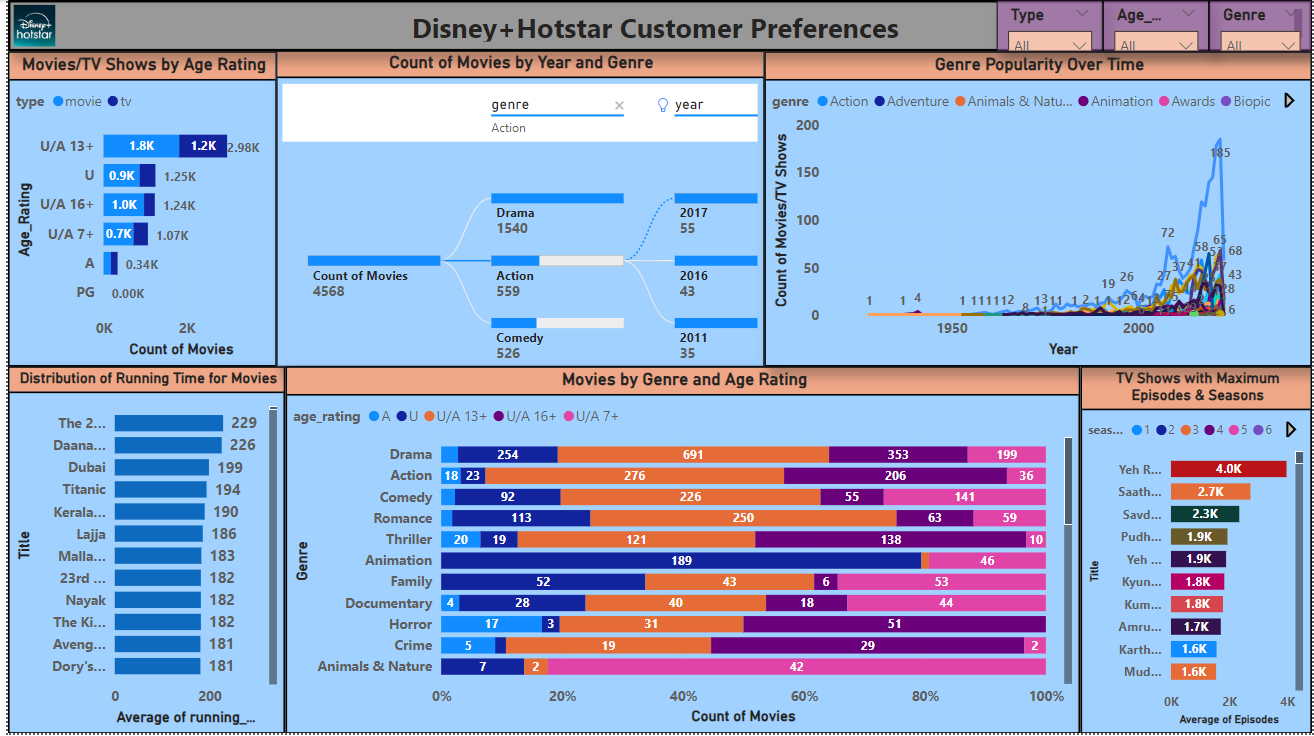 Disney+
hotstar
Disney+Hotstar Customer Preferences
Type
All
Age_...
All
Genre
All
Movies/TV Shows by Age Rating
type movie tv
Age_Rating
U/A 13+ 1.8K 1.2K 2.98K
U 0.9K 1.25K
U/A 16+ 1.0K 1.24K
U/A 7+ 0.7K 1.07K
A 0.34K
PG 0.00K
0K 2K
Count of Movies
Count of Movies by Year and Genre
genre × year
Action
Count of Movies
4568
Drama
1540
Action
559
Comedy
526
2017
55
2016
43
2011
35
Genre Popularity Over Time
genre Action Adventure Animals & Natu... Animation Awards Biopic
Count of Movies/TV Shows
200
150
100
50
0
185
72
58
65
68
43
28
6
37
41
27
26
19
1 1 4
1950 2000
Year
Distribution of Running Time for Movies
Title
The 2... 229
Daana... 226
Dubai 199
Titanic 194
Kerala... 190
Lajja 186
Malla... 183
23rd ... 182
Nayak 182
The Ki... 182
Aveng... 181
Dory's... 181
0 200
Average of running_...
Movies by Genre and Age Rating
age_rating A U U/A 13+ U/A 16+ U/A 7+
Genre
Drama 254 691 353 199
Action 18 23 276 206 36
Comedy 92 226 55 141
Romance 113 250 63 59
Thriller 20 19 121 138 10
Animation 189 46
Family 52 43 6 53
Documentary 4 28 40 18 44
Horror 17 3 31 51
Crime 5 19 29 2
Animals & Nature 7 2 42
0% 20% 40% 60% 80% 100%
Count of Movies
TV Shows with Maximum
Episodes & Seasons
seas... 1 2 3 4 5 6
Title
Yeh R... 4.0K
Saath... 2.7K
Savd... 2.3K
Pudh... 1.9K
Yeh ... 1.9K
Kyun... 1.8K
Kum... 1.8K
Amru... 1.7K
Karth... 1.6K
Mud... 1.6K
0K 2K 4K
Average of Episodes